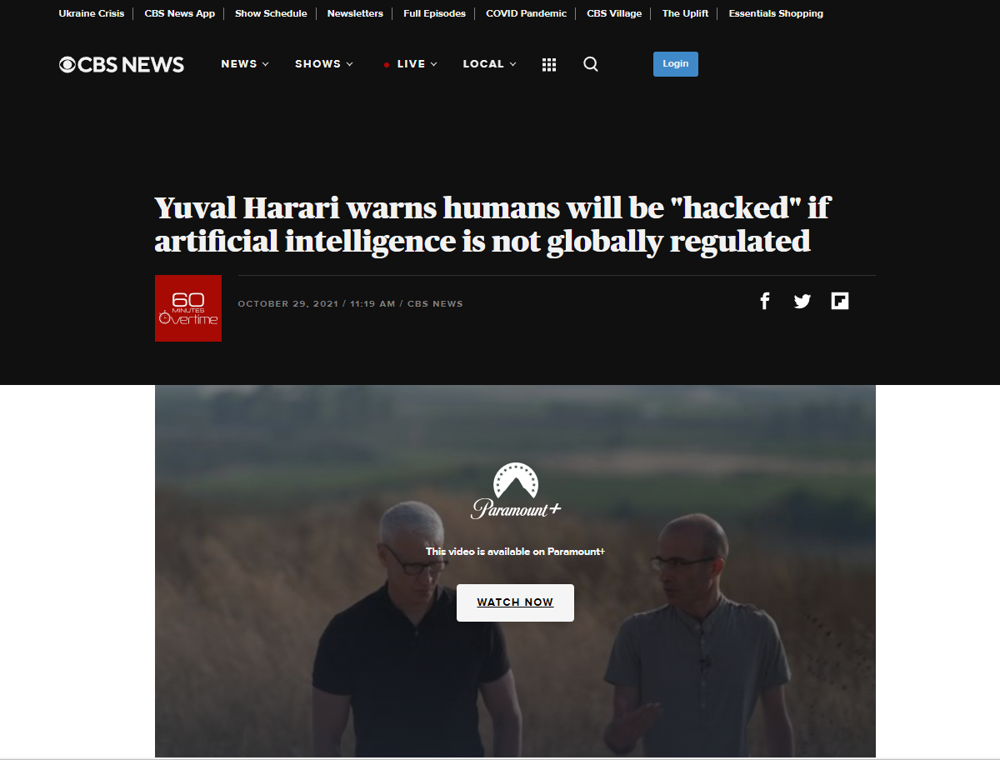 Ukraine Crisis CBS News App Show Schedule Newsletters Full Episodes COVID Pandemic CBS Village The Uplift Essentials Shopping
CBS NEWS NEWS SHOWS LIVE LOCAL Login
Yuval Harari warns humans will be "hacked" if
artificial intelligence is not globally regulated
60
MINUTES
Overtime
OCTOBER 29, 2021 / 11:19 AM / CBS NEWS
Paramount+
This video is available on Paramount+
WATCH NOW